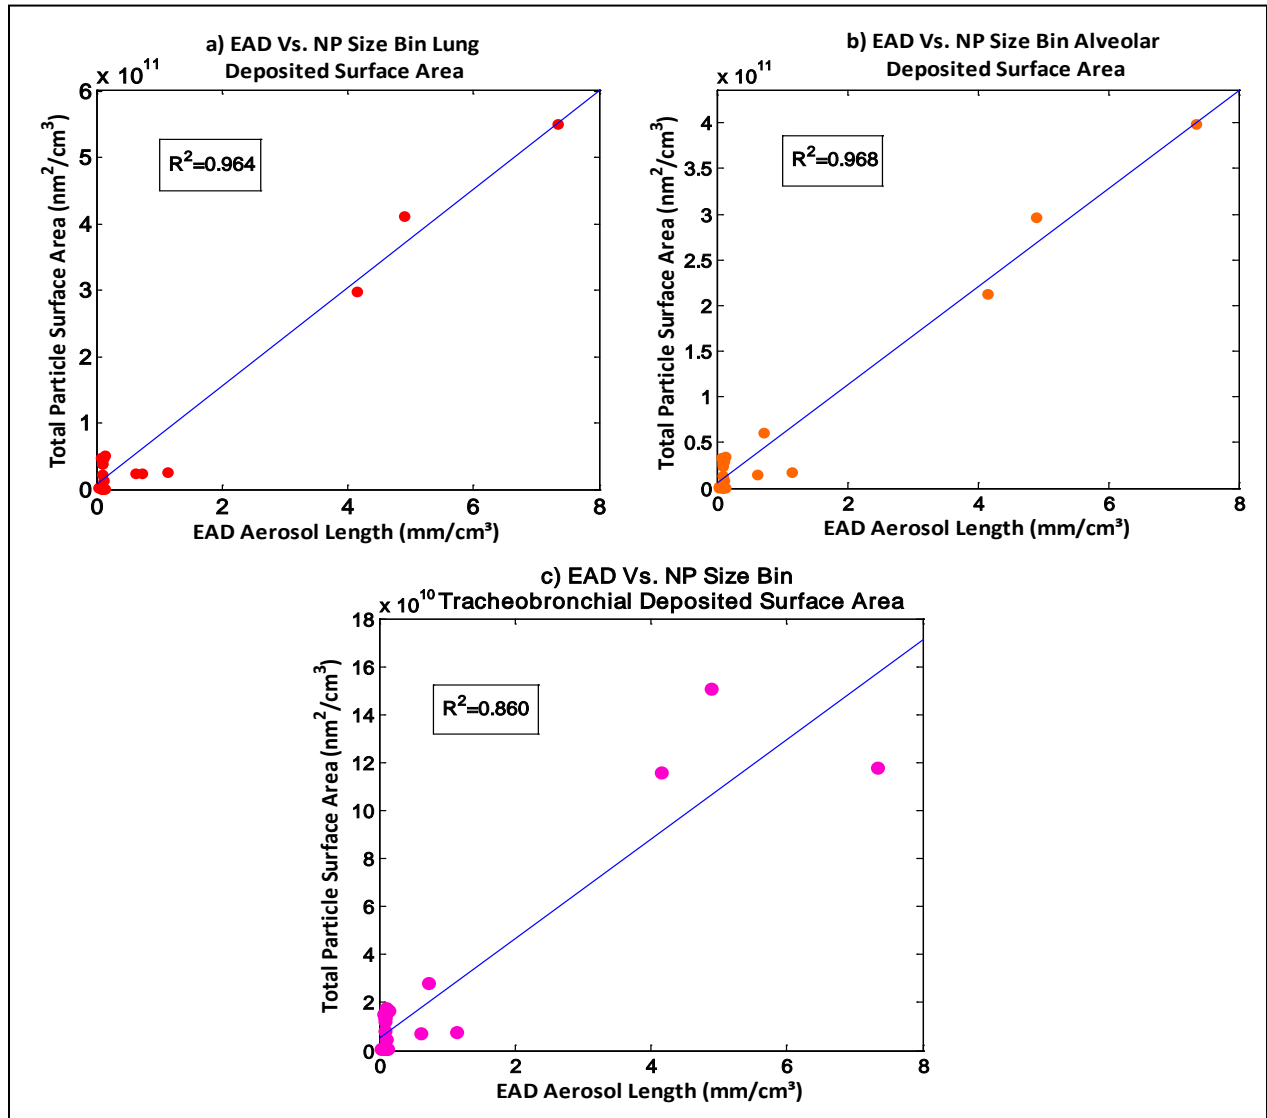 a) EAD Vs. NP Size Bin Lung
Deposited Surface Area
x 10¹¹
6
5
4
3
2
1
0
R²=0.964
Total Particle Surface Area (nm²/cm³)
0 2 4 6 8
EAD Aerosol Length (mm/cm³)
b) EAD Vs. NP Size Bin Alveolar
Deposited Surface Area
x 10¹¹
4
3.5
3
2.5
2
1.5
1
0.5
0
R²=0.968
Total Particle Surface Area (nm²/cm³)
0 2 4 6 8
EAD Aerosol Length (mm/cm³)
c) EAD Vs. NP Size Bin
Tracheobronchial Deposited Surface Area
x 10¹⁰
18
16
14
12
10
8
6
4
2
0
R²=0.860
Total Particle Surface Area (nm²/cm³)
0 2 4 6 8
EAD Aerosol Length (mm/cm³)